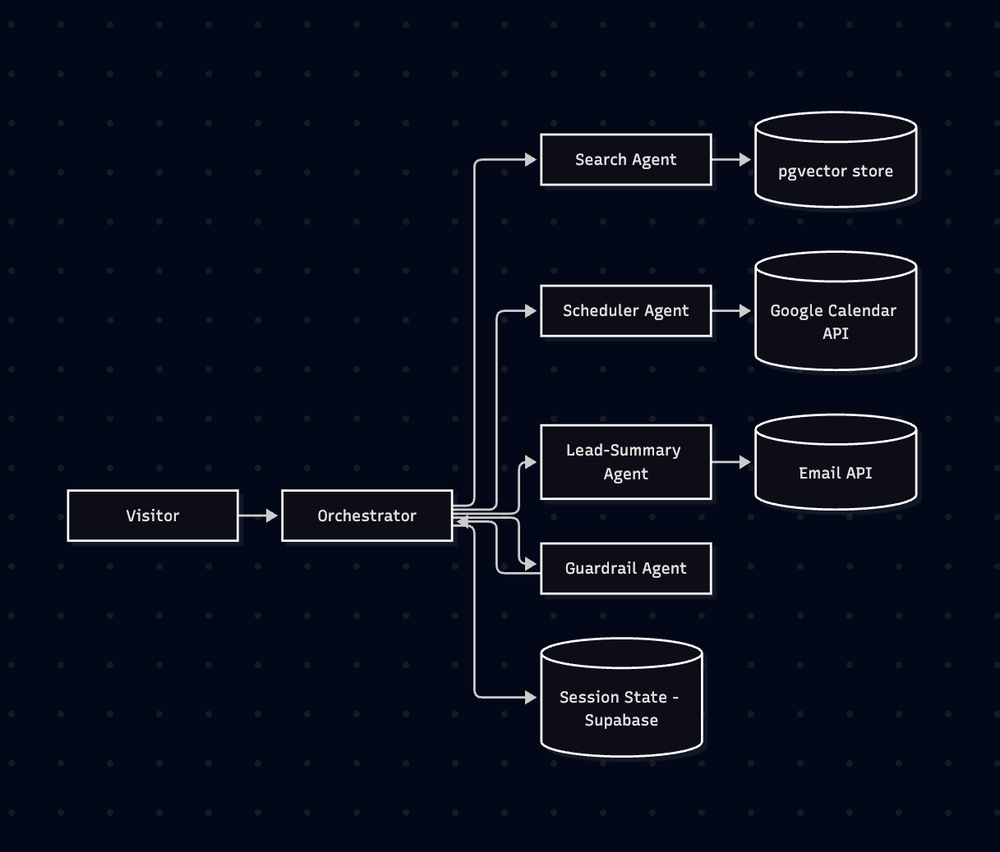 Search Agent
pgvector store
Scheduler Agent
Google Calendar
API
Lead-Summary
Agent
Email API
Visitor
Orchestrator
Guardrail Agent
Session State -
Supabase